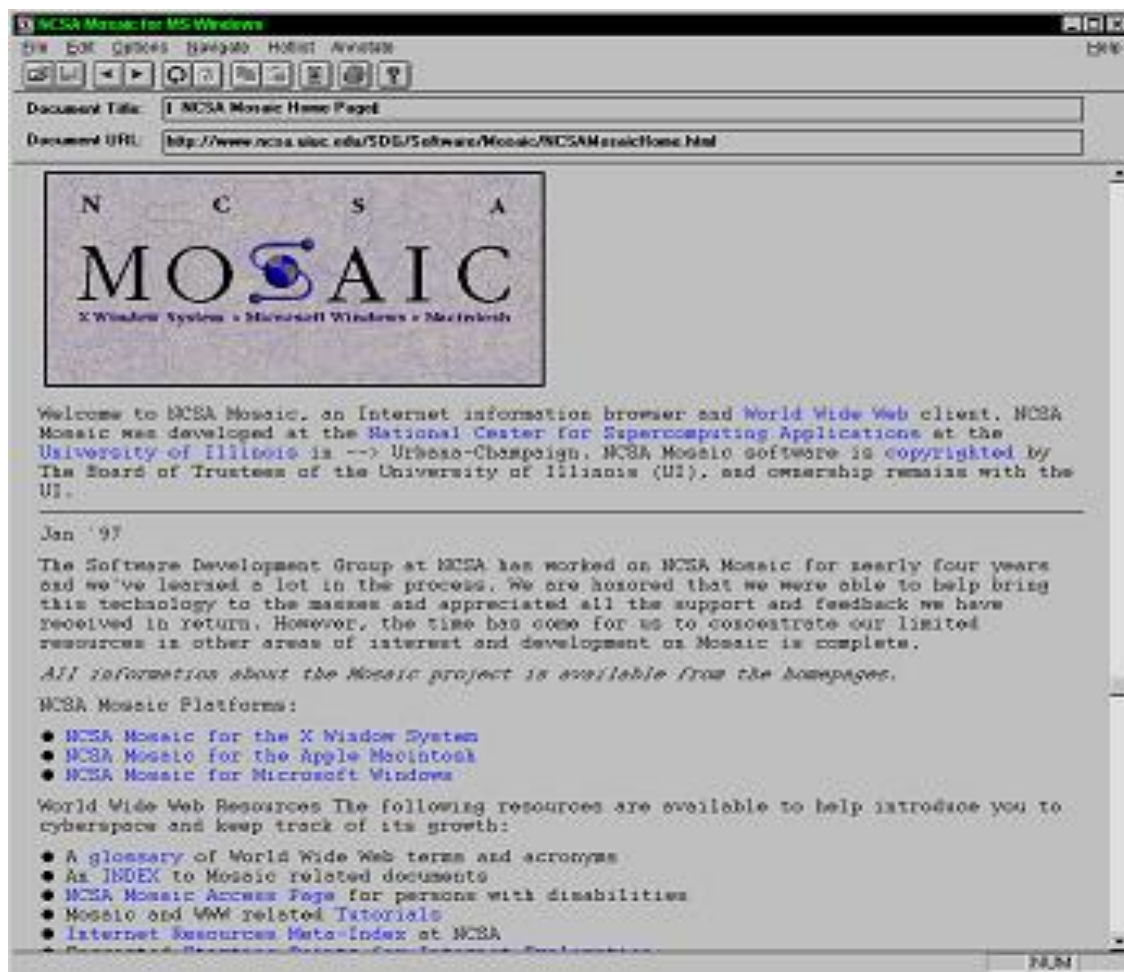 NCSA Mosaic for MS Windows
File Edit Options Navigate Hotlist Annotate Help
Document Title: NCSA Mosaic Home Page
Document URL: http://www.ncsa.uiuc.edu/SDG/Software/Mosaic/NCSAMosaicHome.html
N C S A
MOSAIC
X Window System • Microsoft Windows • Macintosh
Welcome to NCSA Mosaic, an Internet information browser and World Wide Web client. NCSA
Mosaic was developed at the National Center for Supercomputing Applications at the
University of Illinois in --> Urbana-Champaign. NCSA Mosaic software is copyrighted by
The Board of Trustees of the University of Illinois (UI), and ownership remains with the
UI.
Jan '97
The Software Development Group at NCSA has worked on NCSA Mosaic for nearly four years
and we've learned a lot in the process. We are honored that we were able to help bring
this technology to the masses and appreciated all the support and feedback we have
received in return. However, the time has come for us to concentrate our limited
resources in other areas of interest and development on Mosaic is complete.
All information about the Mosaic project is available from the homepages.
NCSA Mosaic Platforms:
● NCSA Mosaic for the X Window System
● NCSA Mosaic for the Apple Macintosh
● NCSA Mosaic for Microsoft Windows
World Wide Web Resources The following resources are available to help introduce you to
cyberspace and keep track of its growth:
● A glossary of World Wide Web terms and acronyms
● An INDEX to Mosaic related documents
● NCSA Mosaic Access Page for persons with disabilities
● Mosaic and WWW related Tutorials
● Internet Resources Meta-Index at NCSA
NUM